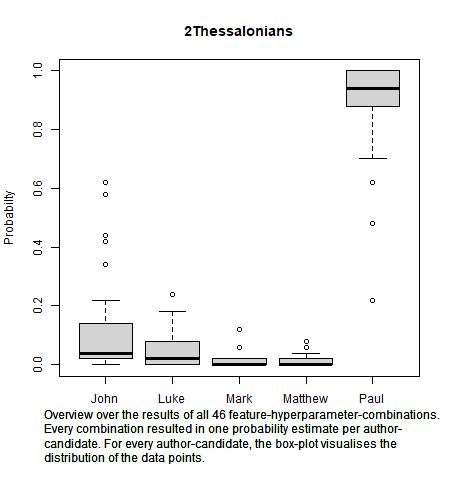 2Thessalonians
Probabilty
1.0
0.8
0.6
0.4
0.2
0.0
John Luke Mark Matthew Paul
Overview over the results of all 46 feature-hyperparameter-combinations.
Every combination resulted in one probability estimate per author-
candidate. For every author-candidate, the box-plot visualises the
distribution of the data points.